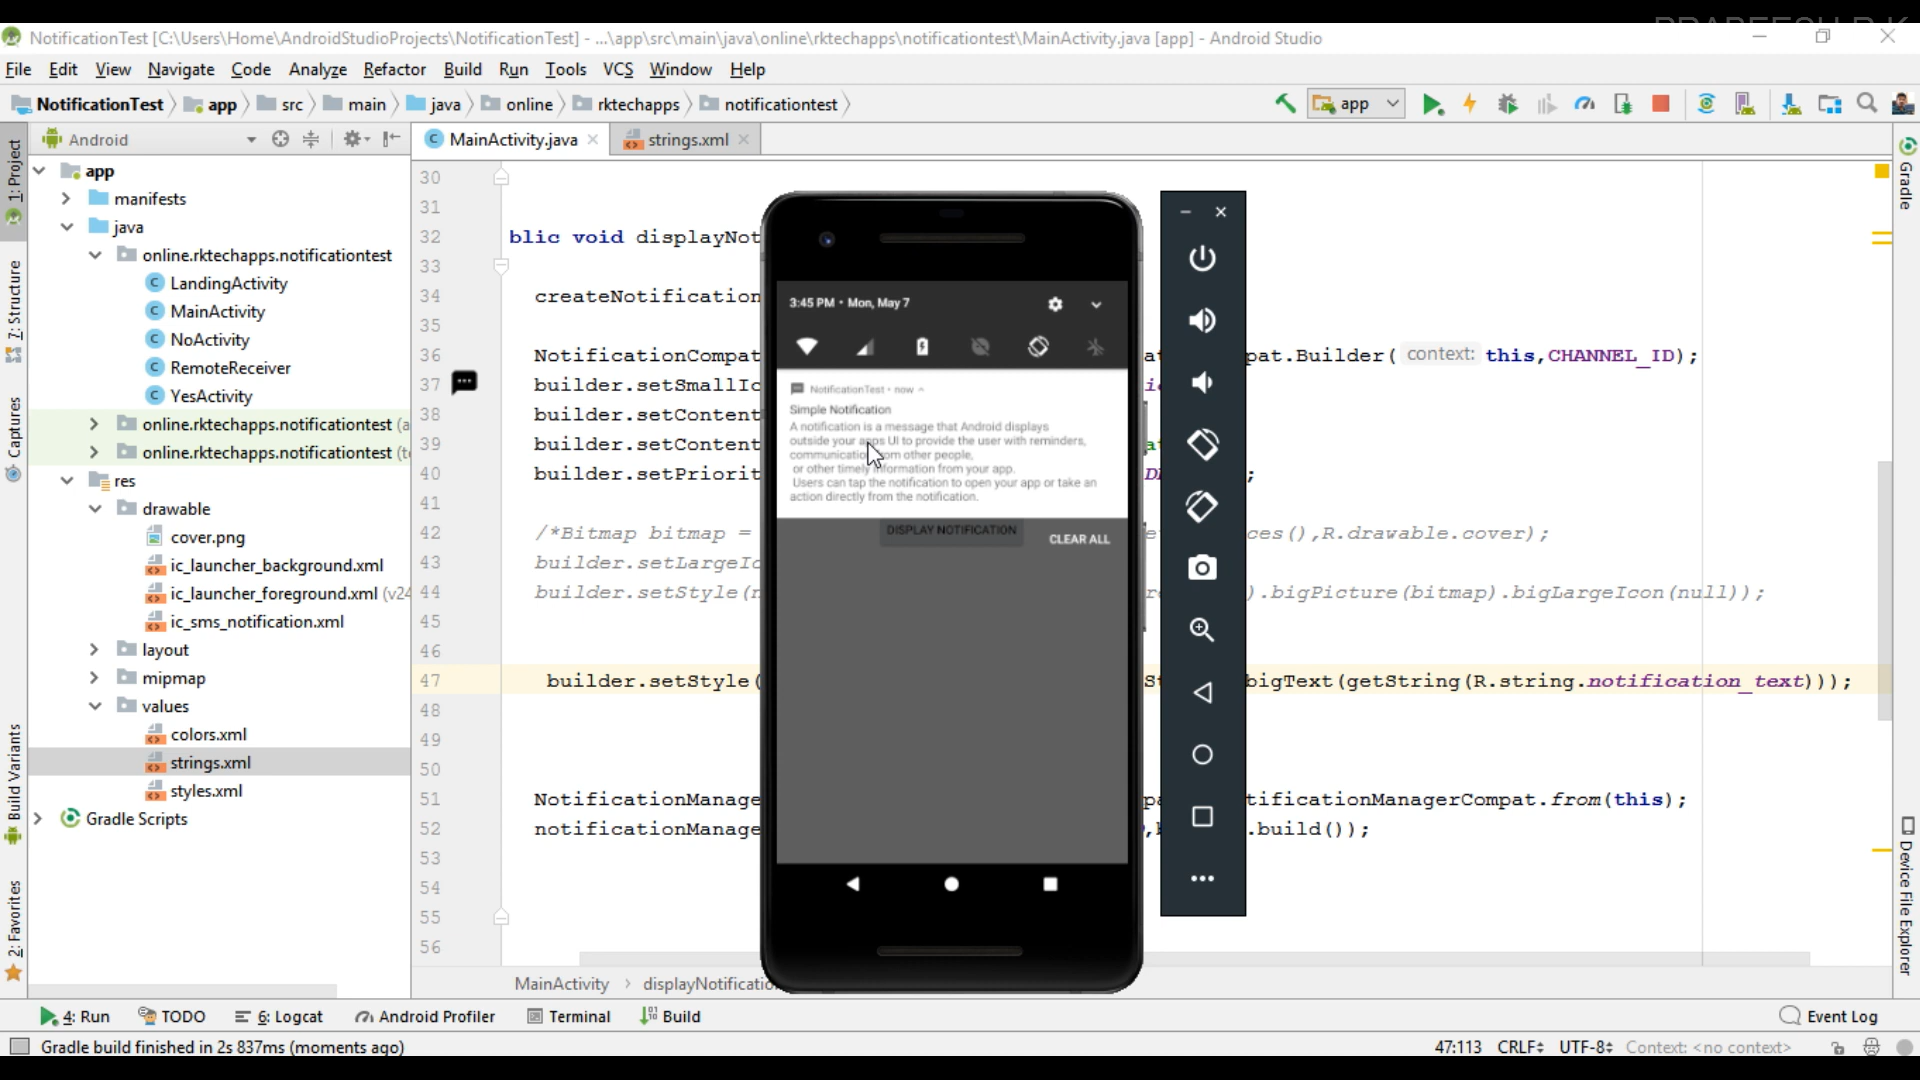 NotificationTest [C:\Users\Home\AndroidStudioProjects\NotificationTest] - ...\app\src\main\java\online\rktechapps\notificationtest\MainActivity.java [app] - Android Studio
File Edit View Navigate Code Analyze Refactor Build Run Tools VCS Window Help
NotificationTest app src main java online rktechapps notificationtest app
Android
MainActivity.java strings.xml
1: Project
7: Structure
Captures
Build Variants
2: Favorites
app
manifests
java
online.rktechapps.notificationtest
LandingActivity
MainActivity
NoActivity
RemoteReceiver
YesActivity
online.rktechapps.notificationtest (a
online.rktechapps.notificationtest (t
res
drawable
cover.png
ic_launcher_background.xml
ic_launcher_foreground.xml (v24
ic_sms_notification.xml
layout
mipmap
values
colors.xml
strings.xml
styles.xml
Gradle Scripts
30
31
32 blic void displayNot
33
34 createNotification
35
36 NotificationCompat at. pat.Builder( context: this,CHANNEL_ID);
37 builder.setSmallIc
38 builder.setContent
39 builder.setContent
40 builder.setPriorit ;
41
42 /*Bitmap bitmap = ces(),R.drawable.cover);
43 builder.setLargeIc
44 builder.setStyle(n ).bigPicture(bitmap).bigLargeIcon(null));
45
46
47 builder.setStyle( bigText(getString(R.string.notification_text)));
48
49
50
51 NotificationManage tificationManagerCompat.from(this);
52 notificationManage .build());
53
54
55
56
3:45 PM • Mon, May 7
NotificationTest • now
Simple Notification
A notification is a message that Android displays
outside your apps UI to provide the user with reminders,
communication from other people,
or other timely information from your app.
Users can tap the notification to open your app or take an
action directly from the notification.
DISPLAY NOTIFICATION
CLEAR ALL
Gradle
Device File Explorer
MainActivity displayNotificatio
4: Run TODO 6: Logcat Android Profiler Terminal Build Event Log
Gradle build finished in 2s 837ms (moments ago) 47:113 CRLF UTF-8 Context: <no context>